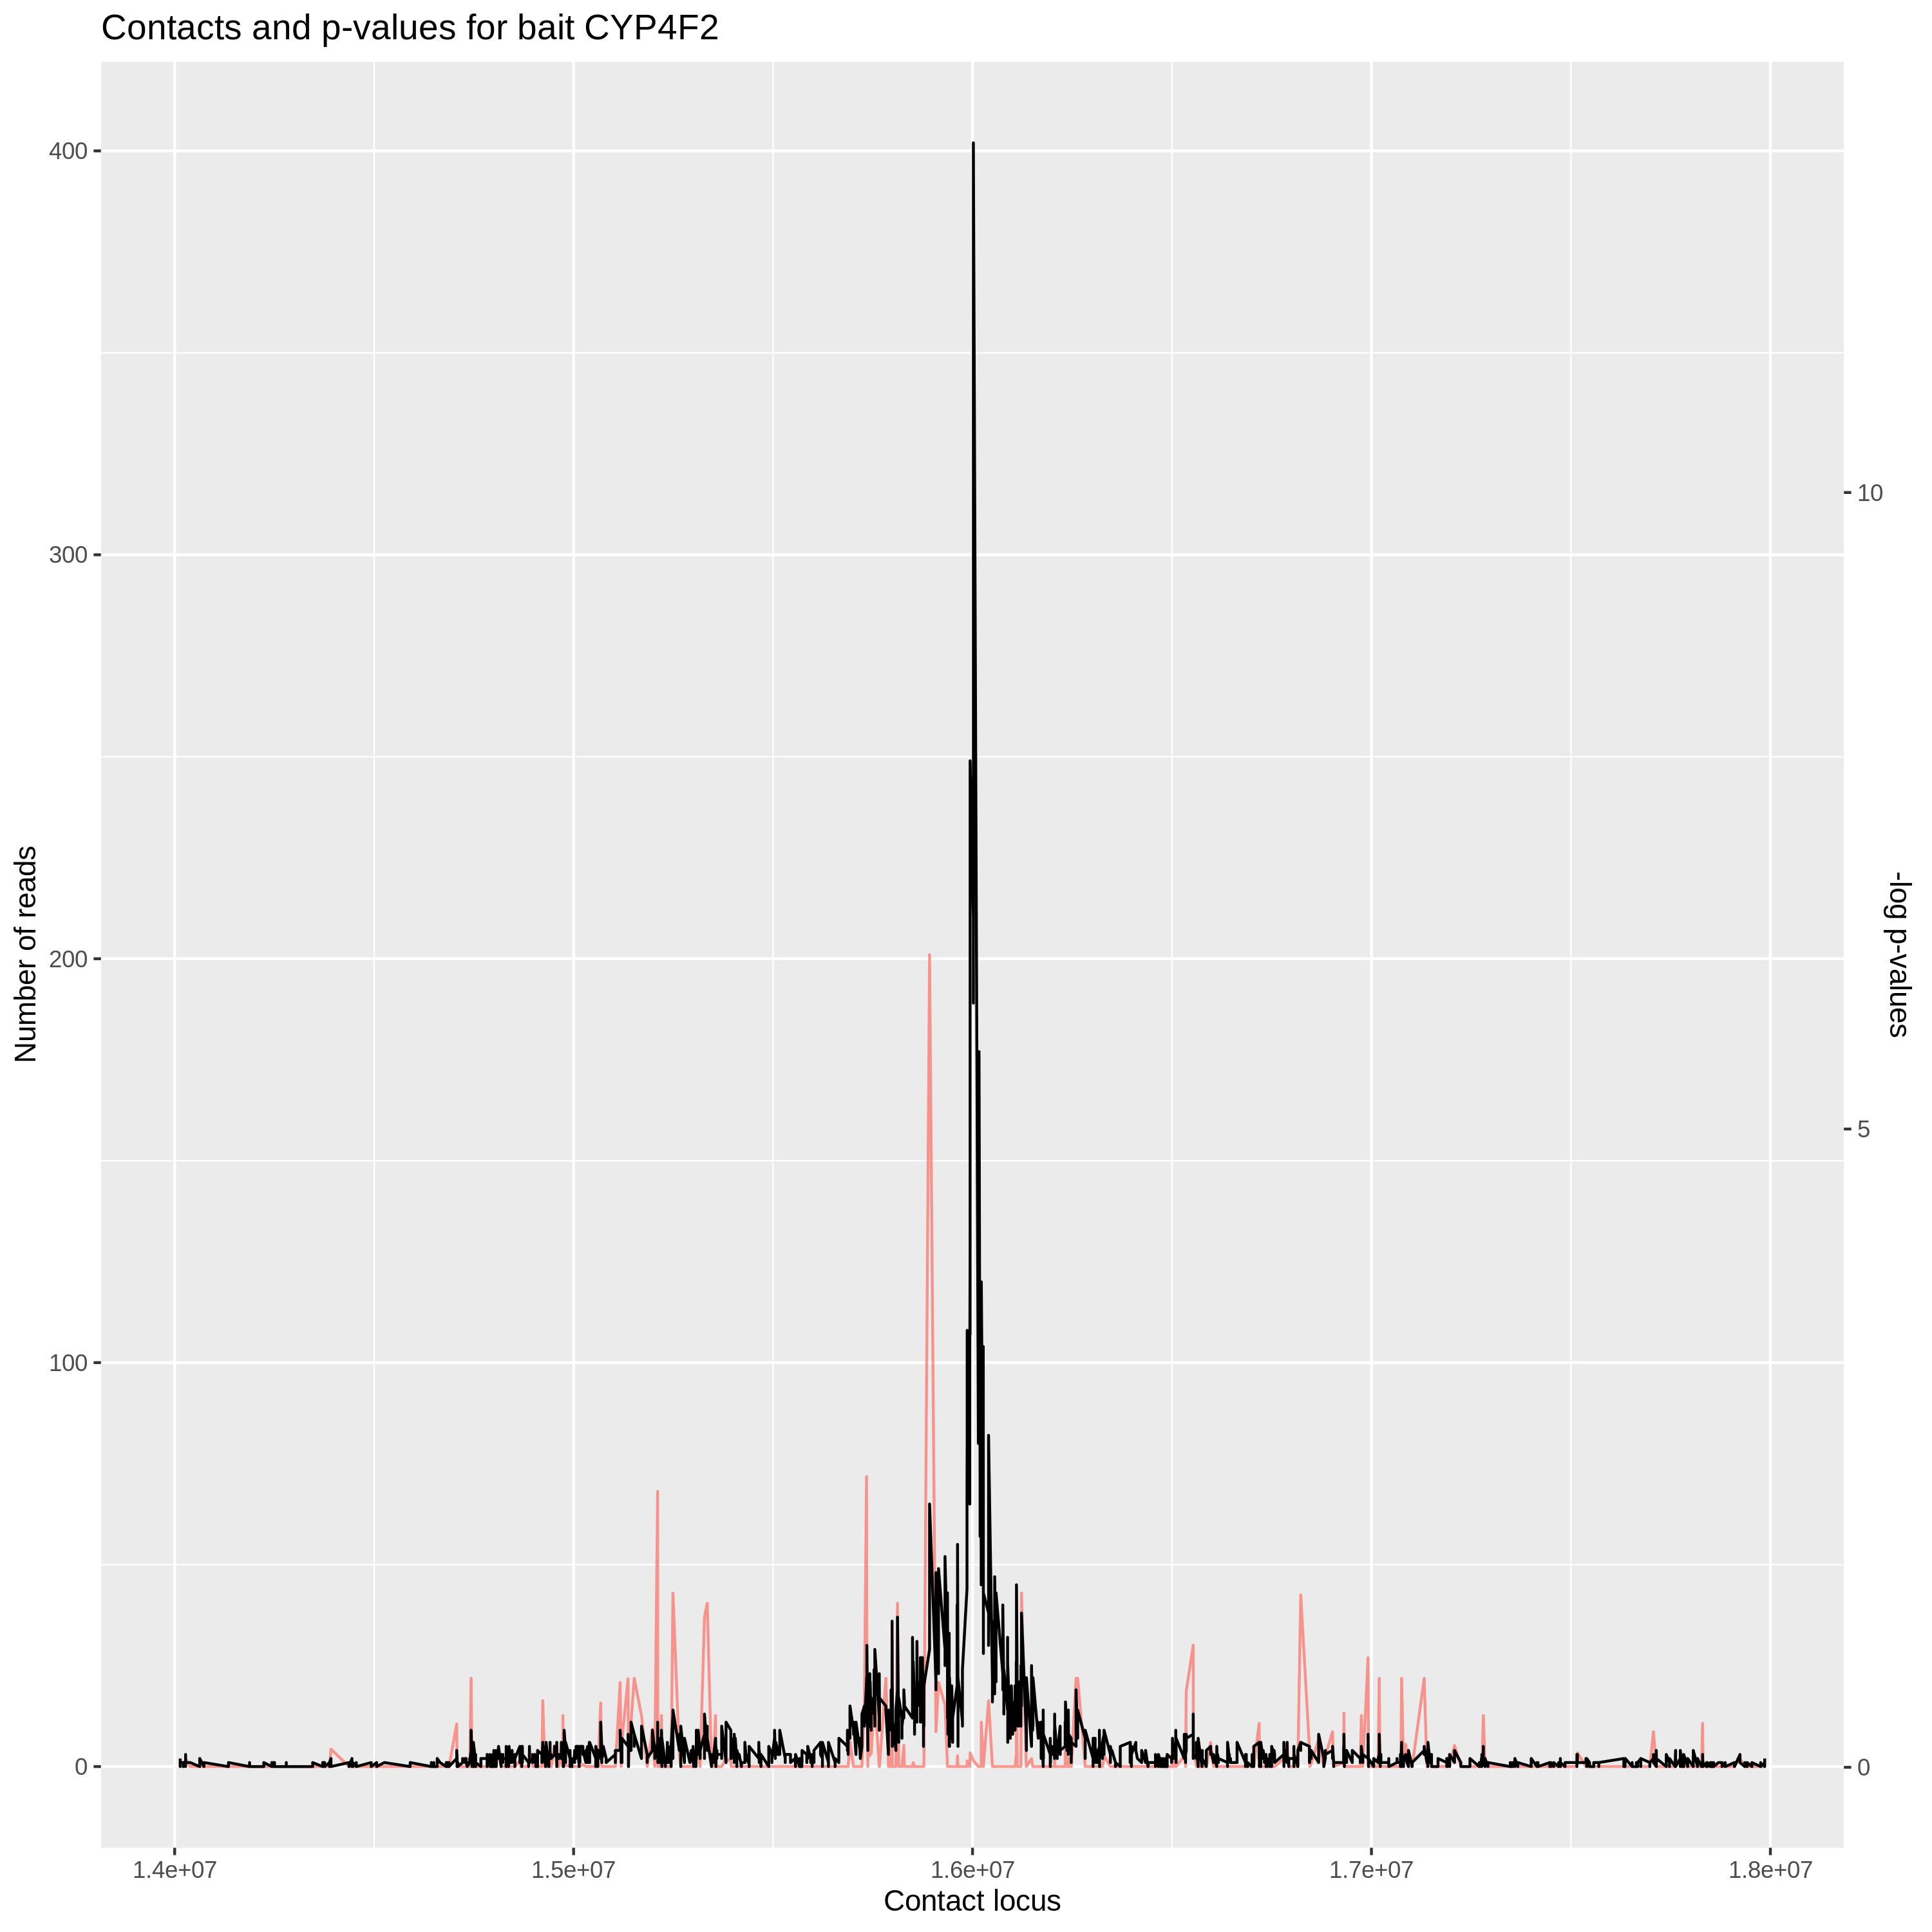 Contacts and p-values for bait CYP4F2
400
300
200
100
0
Number of reads
10
5
0
-log p-values
1.4e+07 1.5e+07 1.6e+07 1.7e+07 1.8e+07
Contact locus